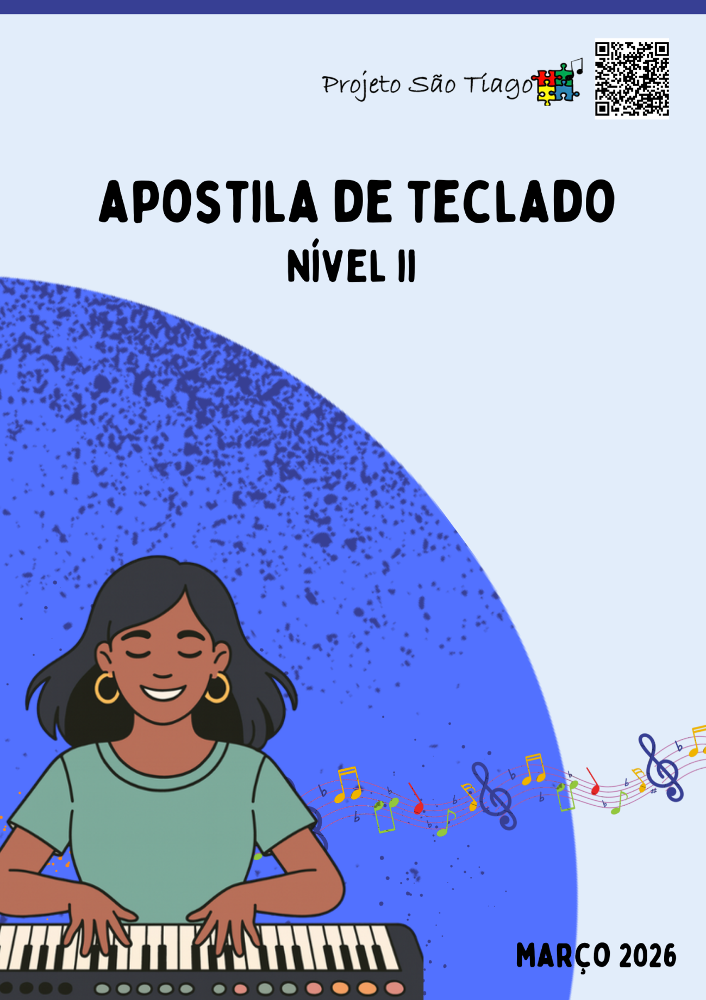 Projeto São Tiago
APOSTILA DE TECLADO
NÍVEL II
MARÇO 2026